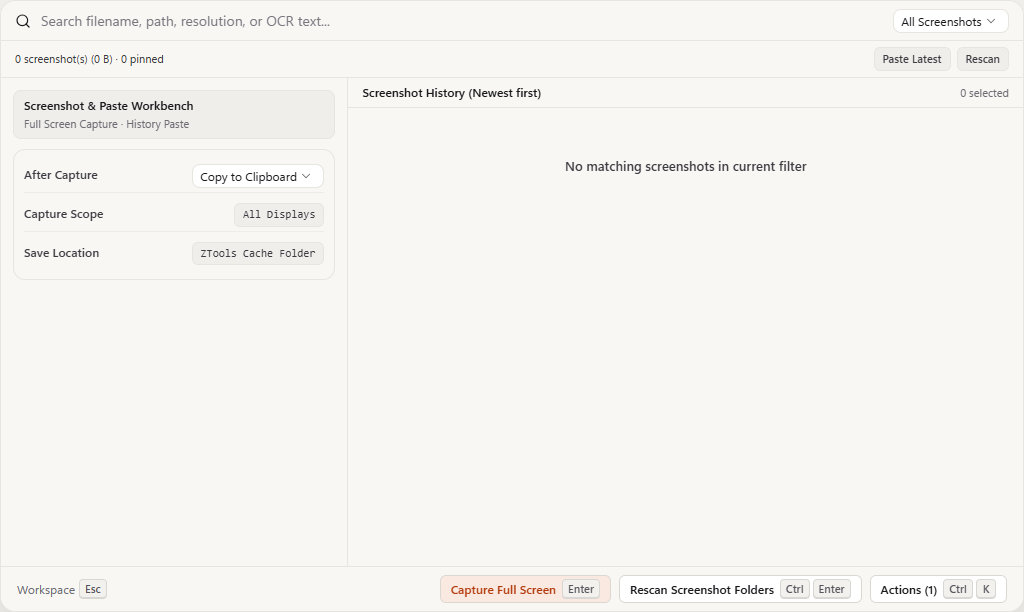 Search filename, path, resolution, or OCR text...
All Screenshots
0 screenshot(s) (0 B) · 0 pinned
Paste Latest
Rescan
Screenshot & Paste Workbench
Full Screen Capture · History Paste
After Capture
Copy to Clipboard
Capture Scope
All Displays
Save Location
ZTools Cache Folder
Screenshot History (Newest first)
0 selected
No matching screenshots in current filter
Workspace Esc
Capture Full Screen Enter
Rescan Screenshot Folders Ctrl Enter
Actions (1) Ctrl K